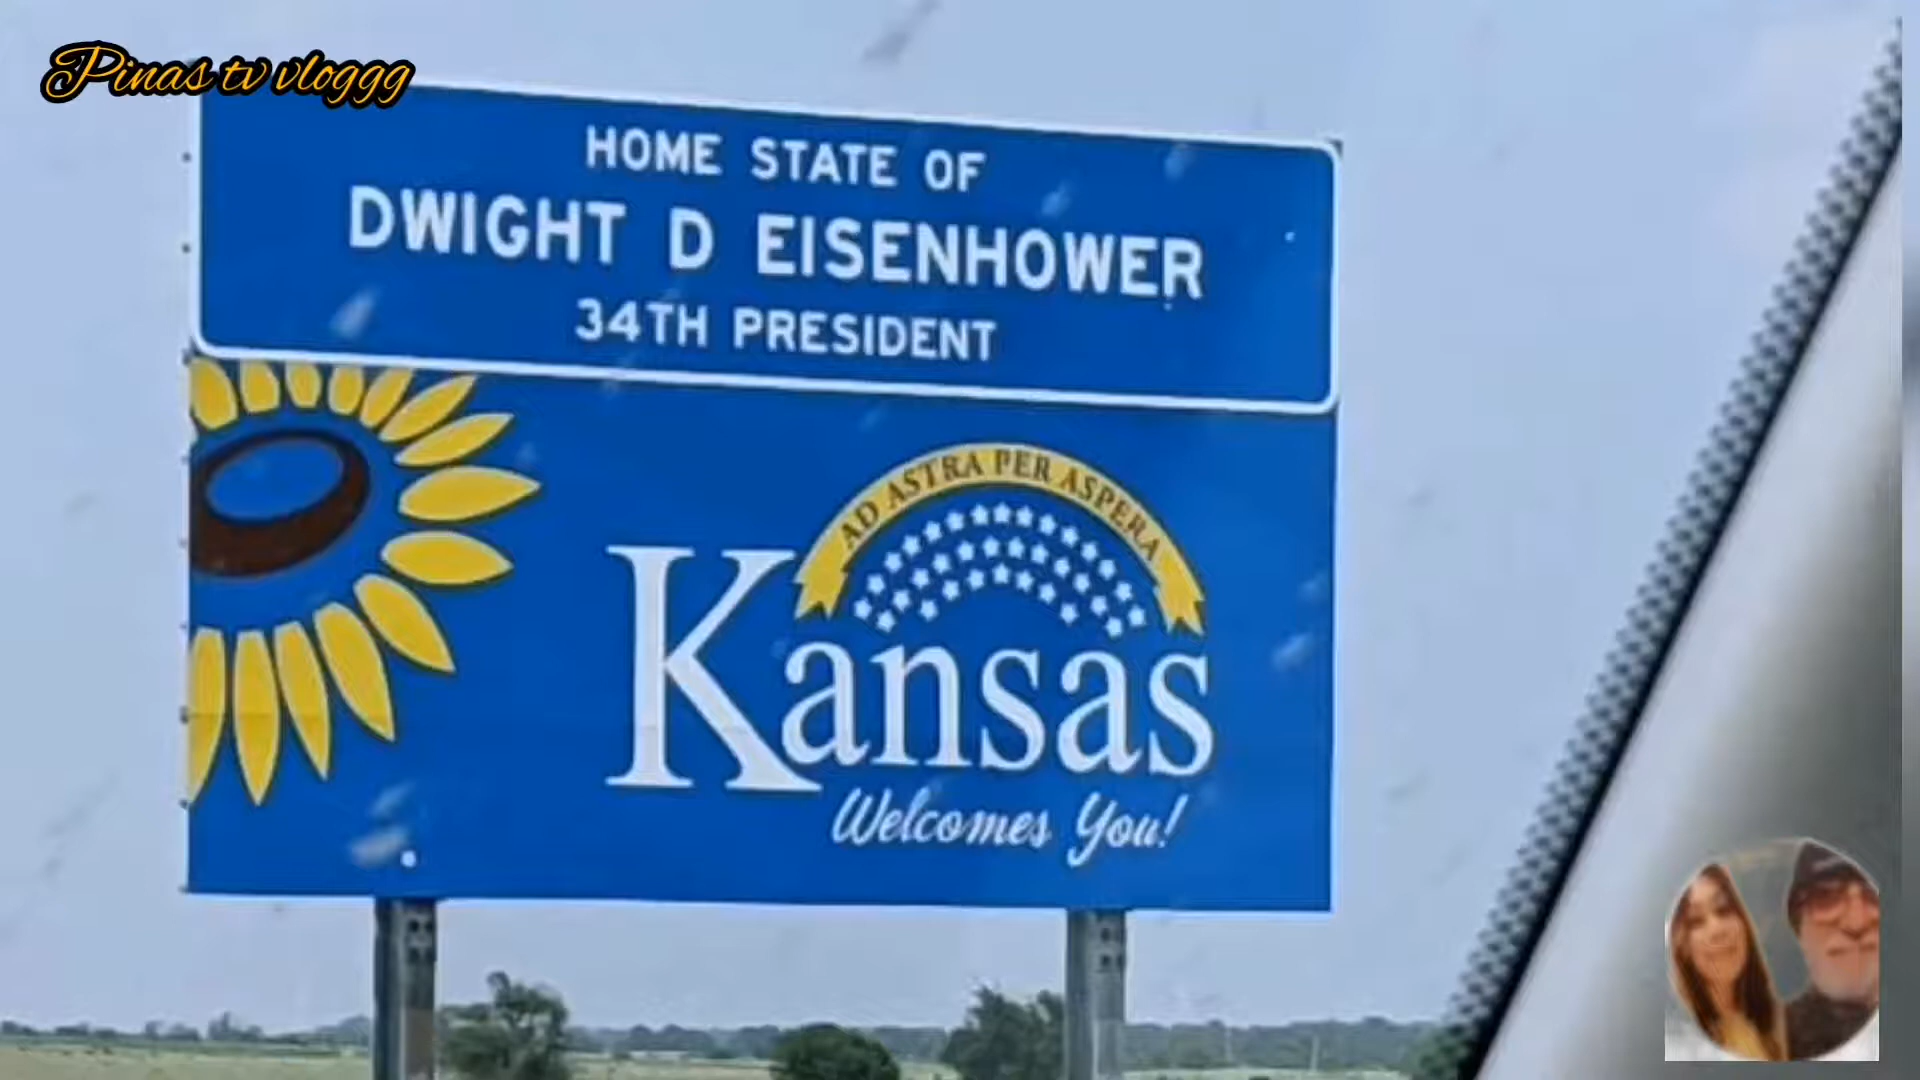 Pinas tv vloggg
HOME STATE OF
DWIGHT D EISENHOWER
34TH PRESIDENT
AD ASTRA PER ASPERA
Kansas
Welcomes You!